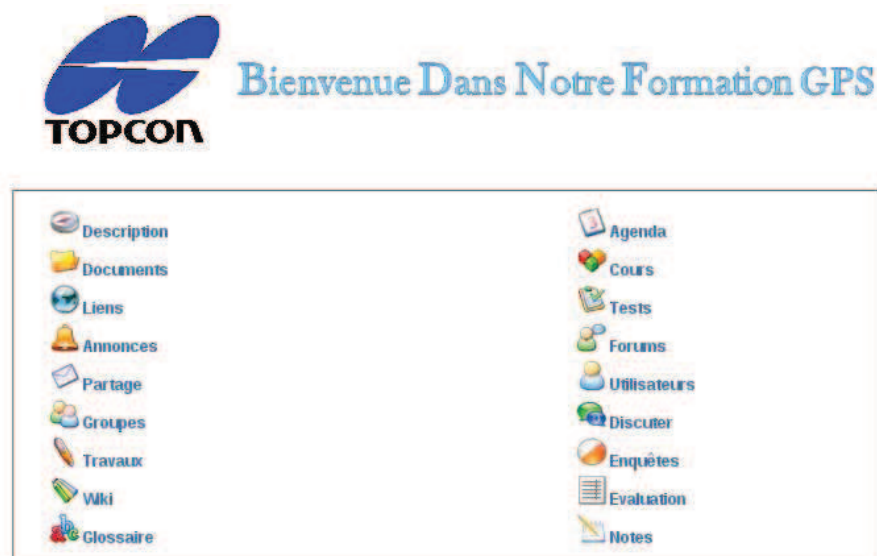 TOPCON
Bienvenue Dans Notre Formation GPS
Description
Documents
Liens
Annonces
Partage
Groupes
Travaux
Wiki
Glossaire
Agenda
Cours
Tests
Forums
Utilisateurs
Discuter
Enquêtes
Evaluation
Notes